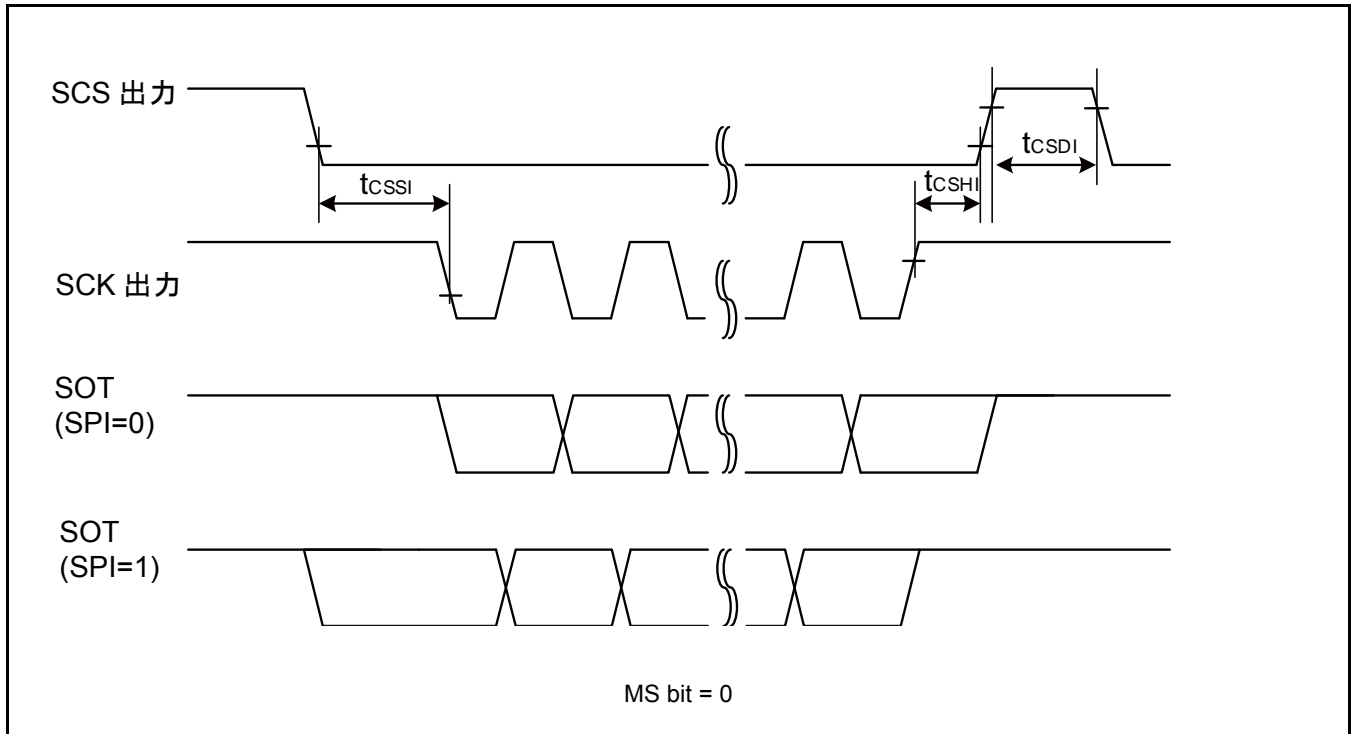 SCS 出力
tCSSI
tCSHI
tCSDI
SCK 出力
SOT
(SPI=0)
SOT
(SPI=1)
MS bit = 0